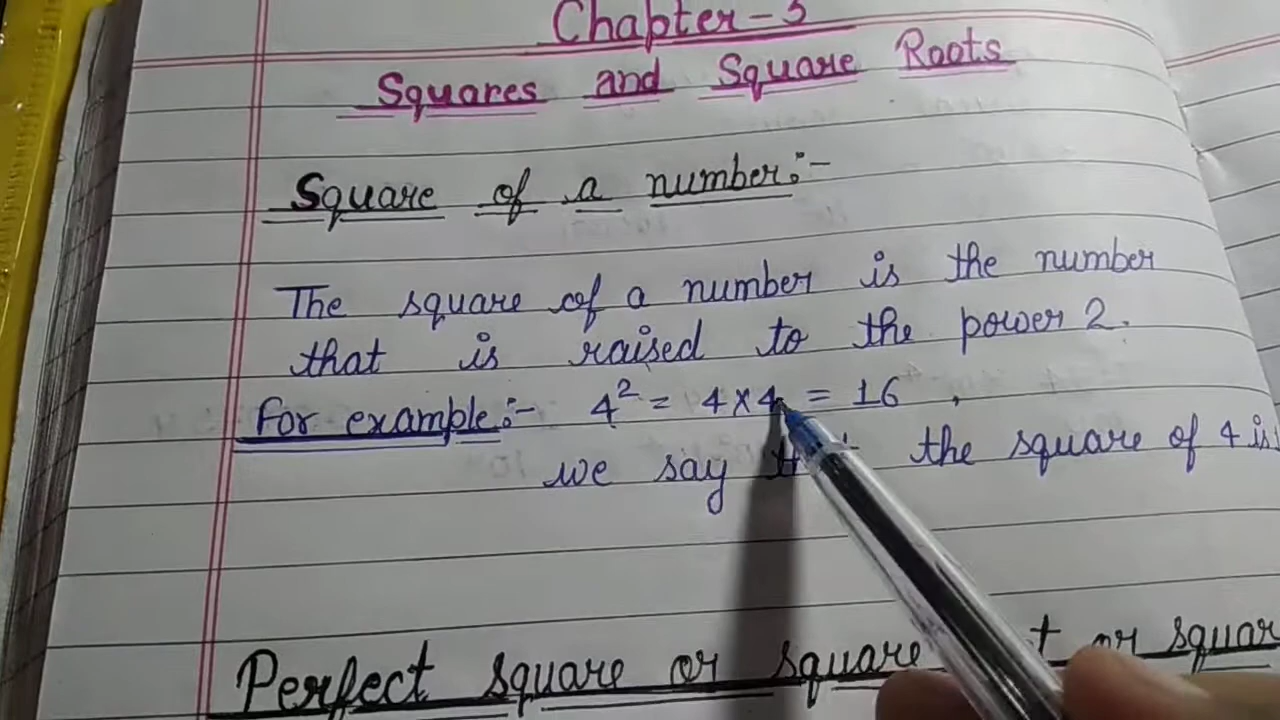 Chapter-3
Squares and Square Roots
Square of a number:-
The square of a number is the number
that is raised to the power 2.
For example:- 4² = 4×4 = 16 ,
we say the square of 4 is
Perfect square or square or squar